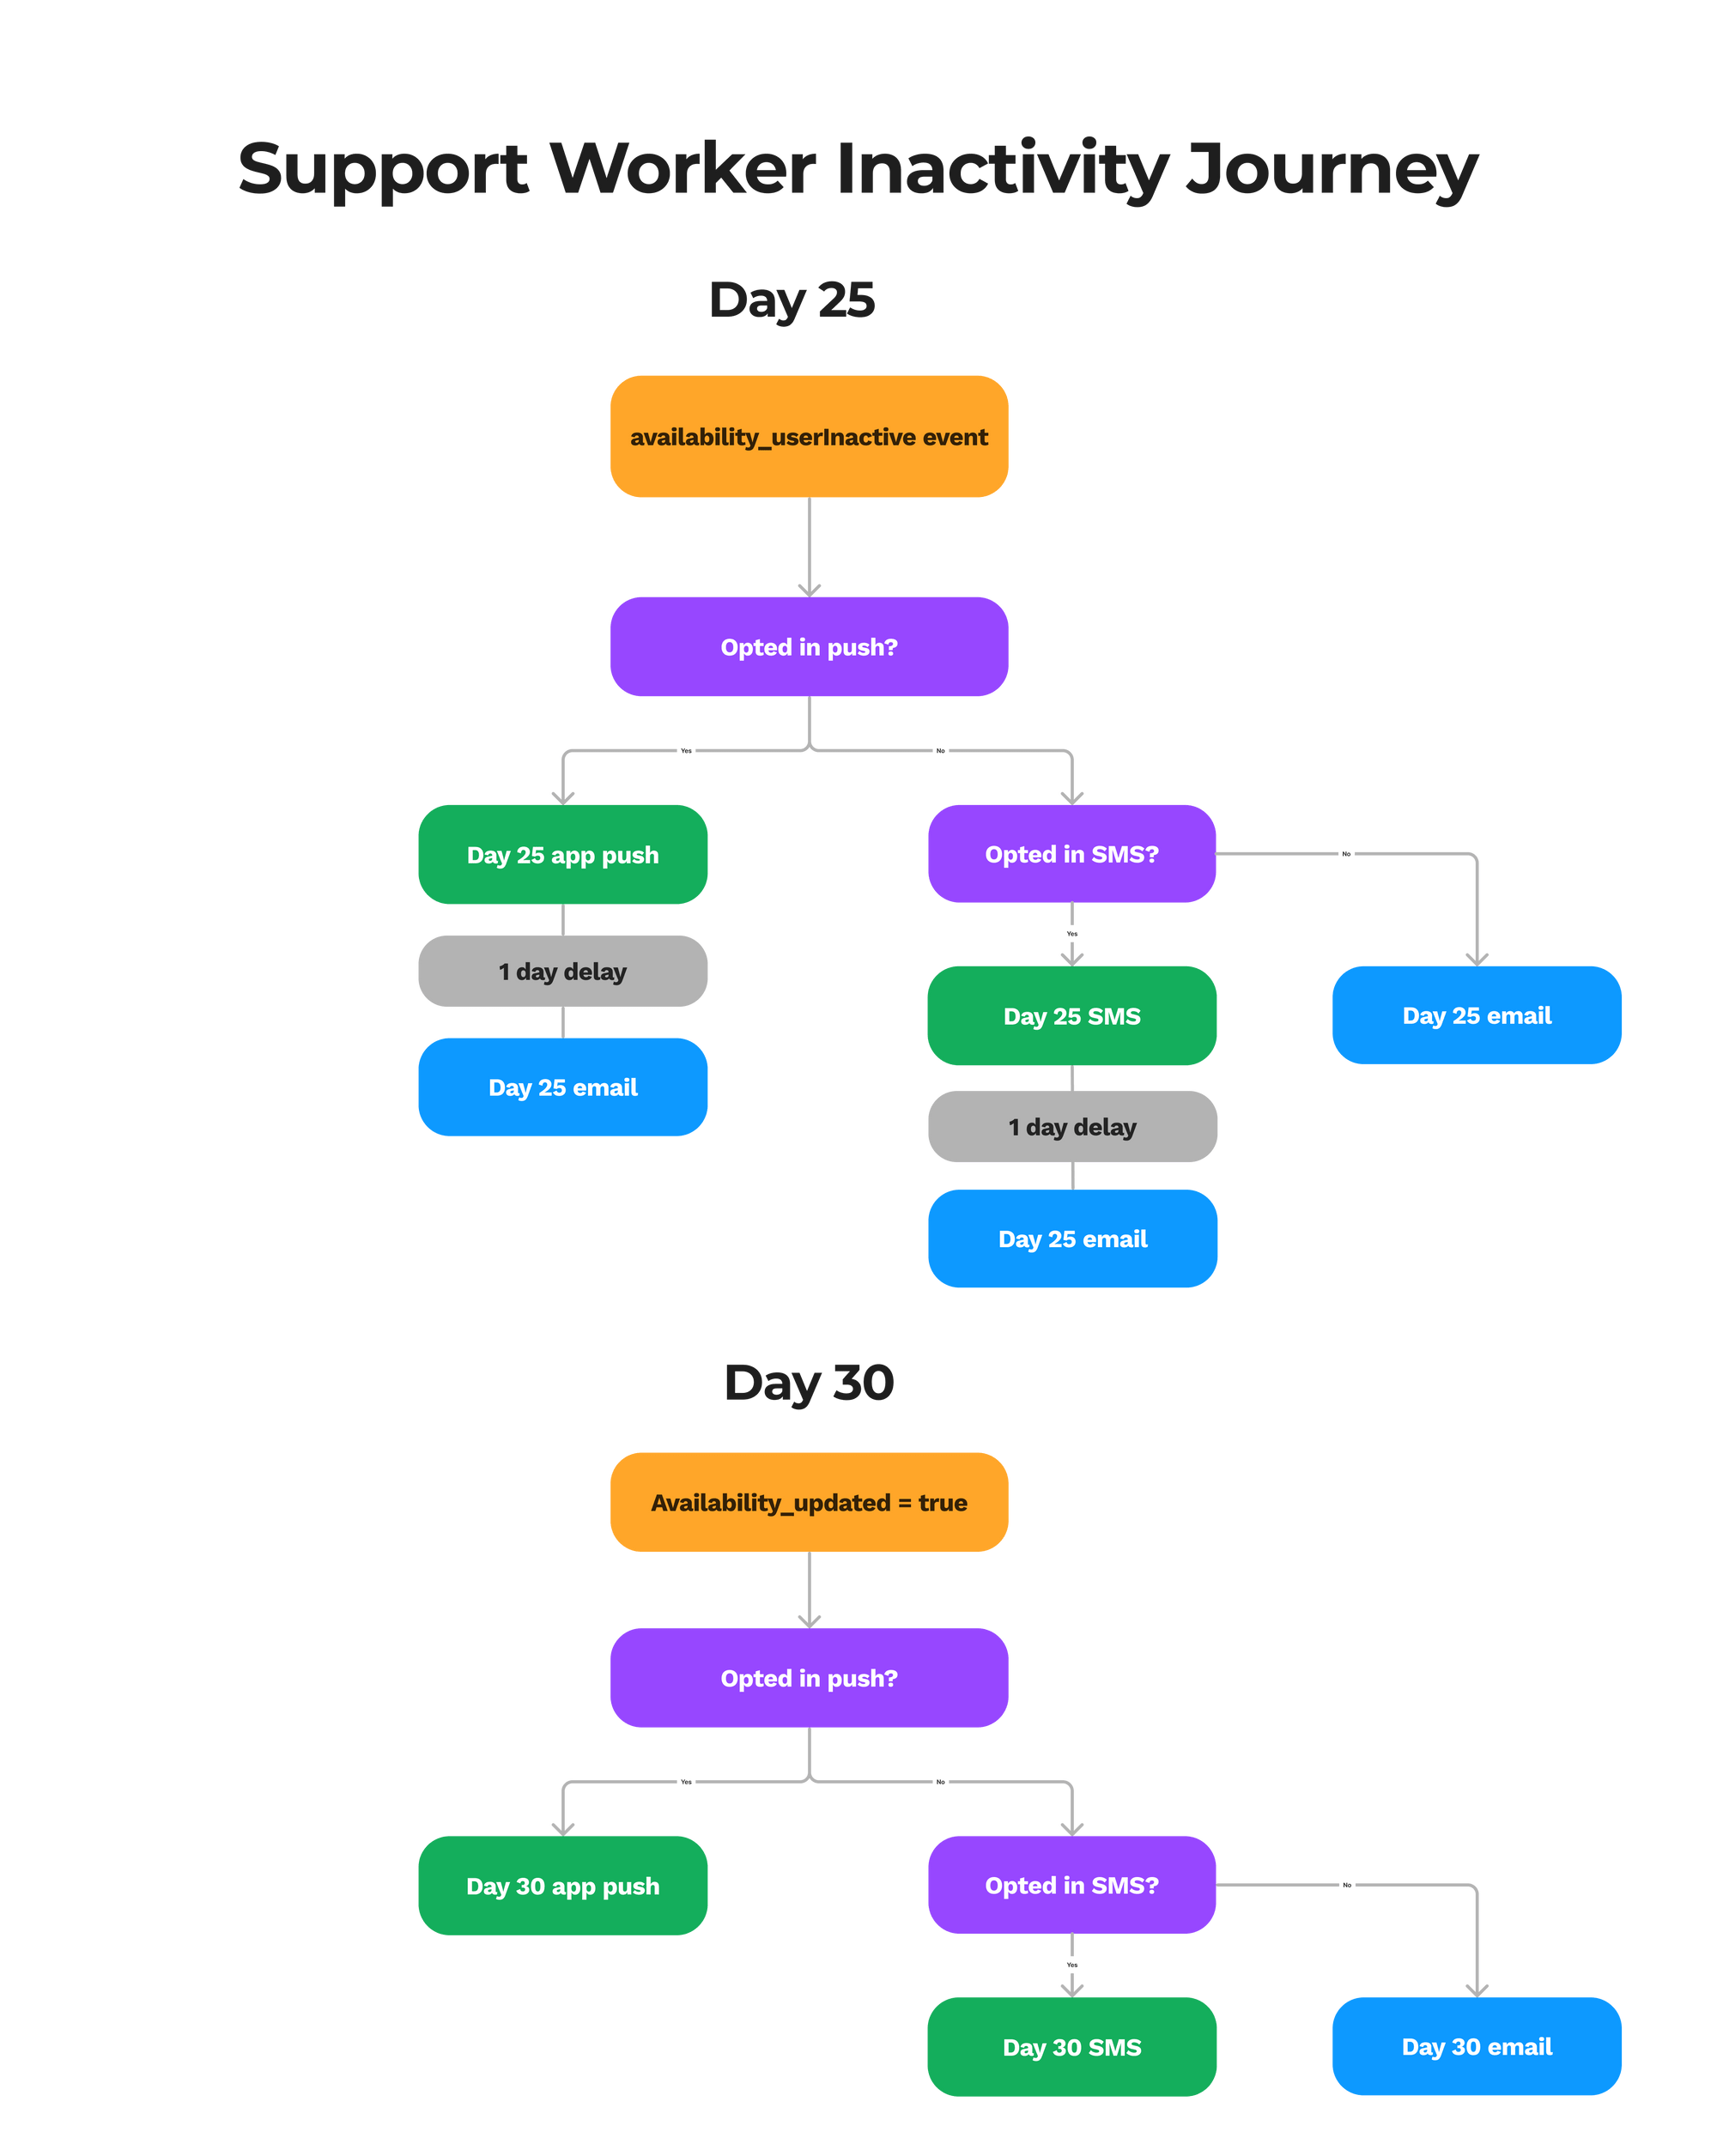 Support Worker Inactivity Journey
Day 25
availability_userInactive event
Opted in push?
Yes
No
Day 25 app push
Opted in SMS?
No
Yes
1 day delay
Day 25 SMS
Day 25 email
Day 25 email
1 day delay
Day 25 email
Day 30
Availability_updated = true
Opted in push?
Yes
No
Day 30 app push
Opted in SMS?
No
Yes
Day 30 SMS
Day 30 email